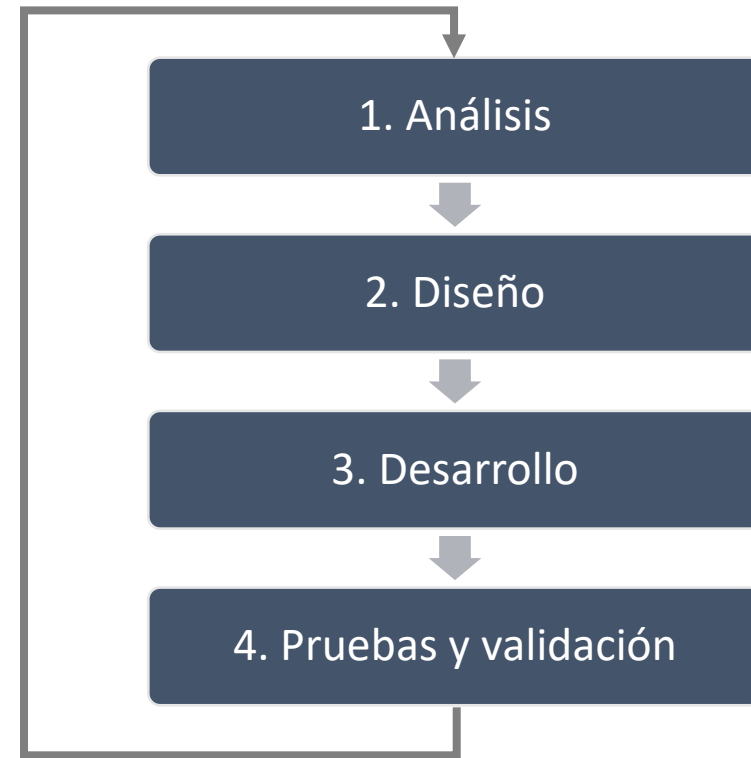 1. Análisis
2. Diseño
3. Desarrollo
4. Pruebas y validación